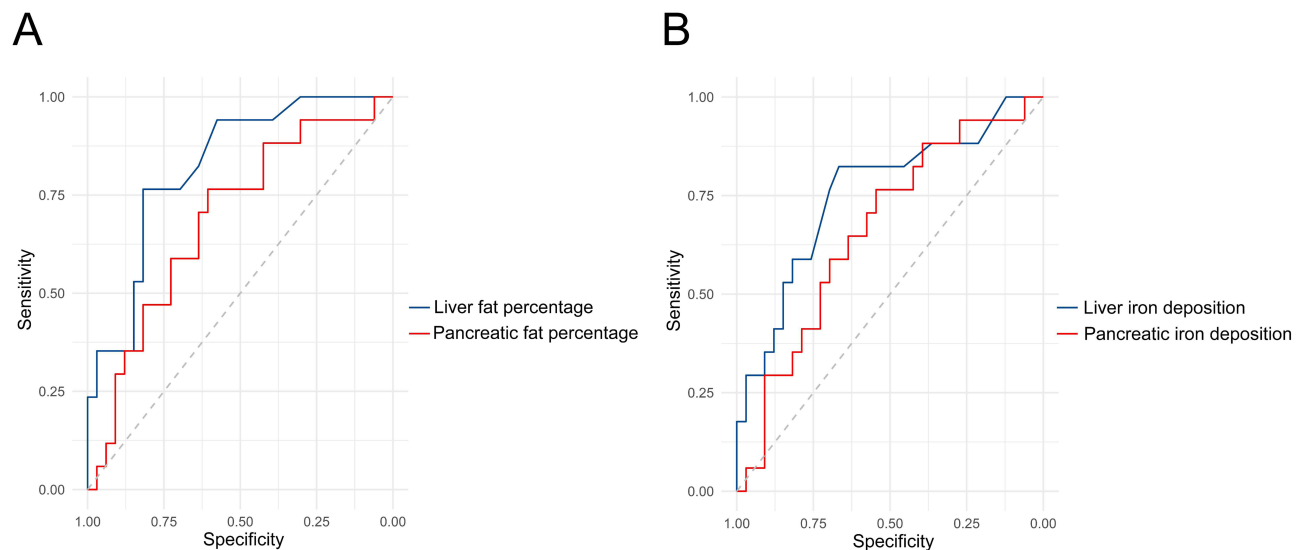 A
1.00
0.75
0.50
0.25
0.00
Sensitivity
1.00
0.75
0.50
0.25
0.00
Specificity
Liver fat percentage
Pancreatic fat percentage
B
1.00
0.75
0.50
0.25
0.00
Sensitivity
1.00
0.75
0.50
0.25
0.00
Specificity
Liver iron deposition
Pancreatic iron deposition